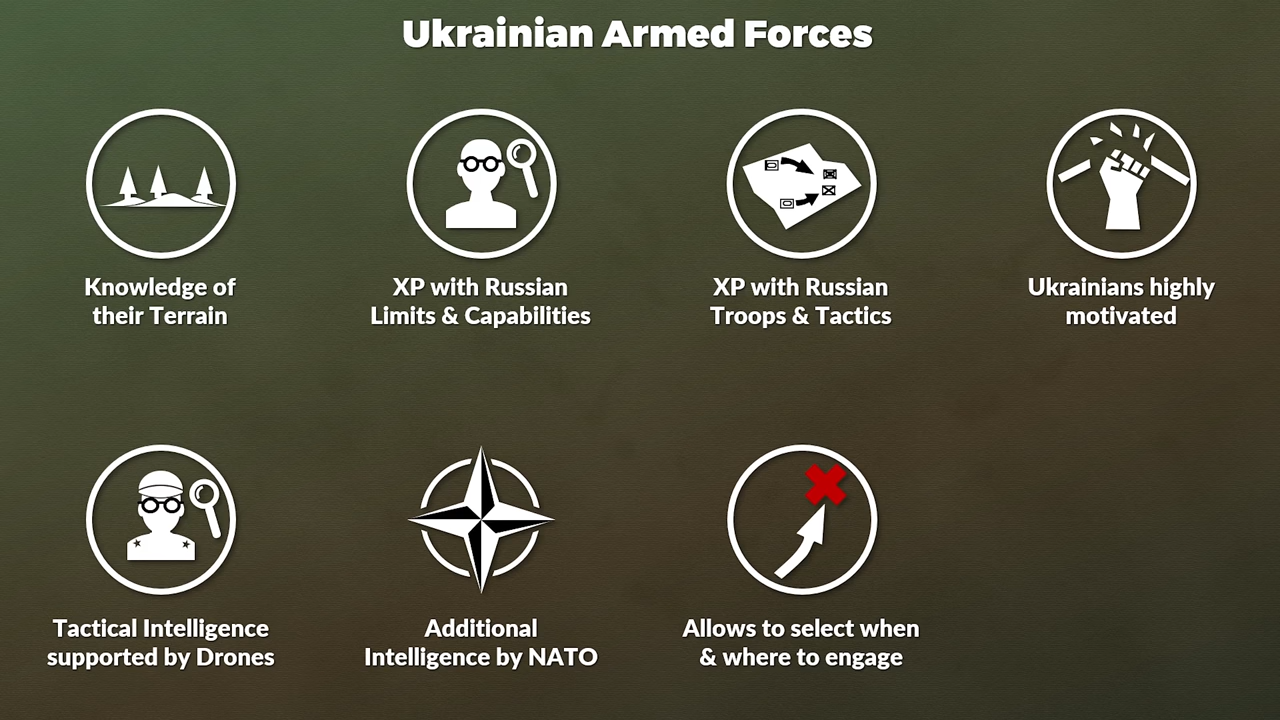 Ukrainian Armed Forces
Knowledge of
their Terrain
XP with Russian
Limits & Capabilities
XP with Russian
Troops & Tactics
Ukrainians highly
motivated
Tactical Intelligence
supported by Drones
Additional
Intelligence by NATO
Allows to select when
& where to engage